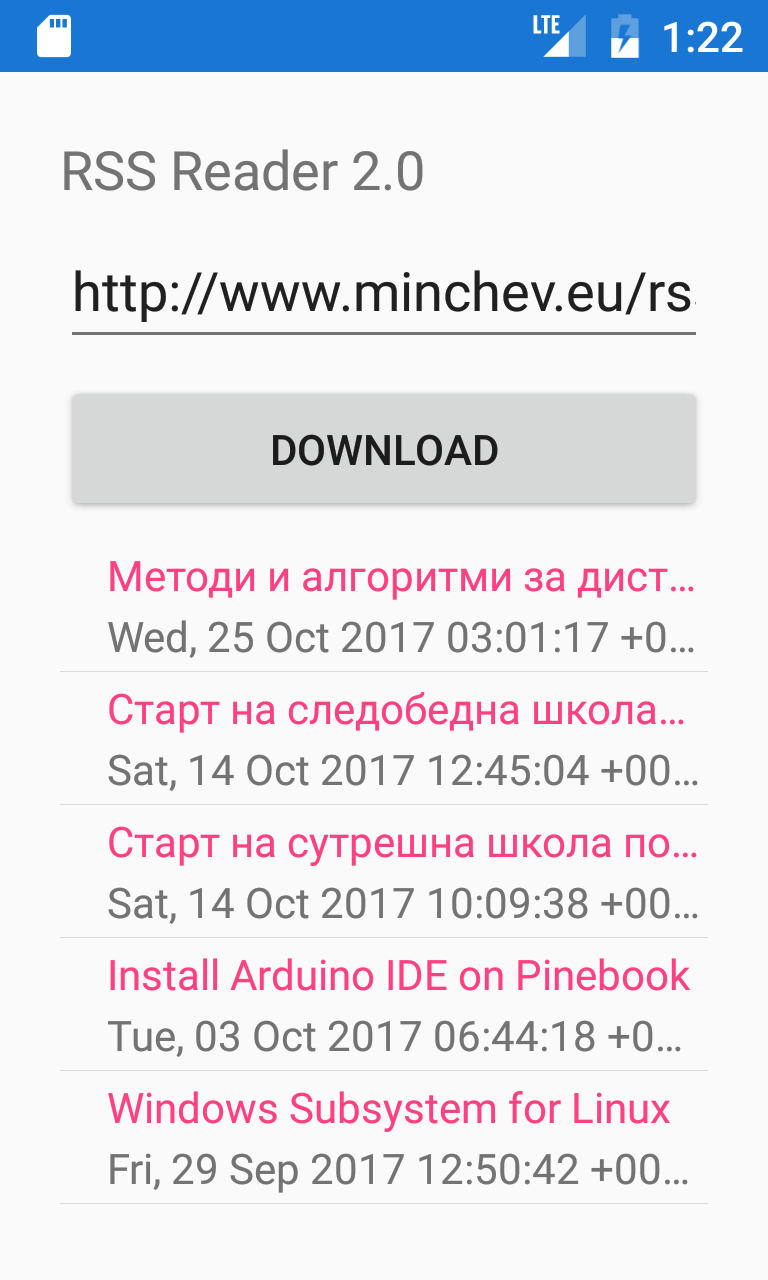 LTE 1:22
RSS Reader 2.0
http://www.minchev.eu/rs
DOWNLOAD
Методи и алгоритми за дист…
Wed, 25 Oct 2017 03:01:17 +0…
Старт на следобедна школа…
Sat, 14 Oct 2017 12:45:04 +00…
Старт на сутрешна школа по…
Sat, 14 Oct 2017 10:09:38 +00…
Install Arduino IDE on Pinebook
Tue, 03 Oct 2017 06:44:18 +0…
Windows Subsystem for Linux
Fri, 29 Sep 2017 12:50:42 +00…